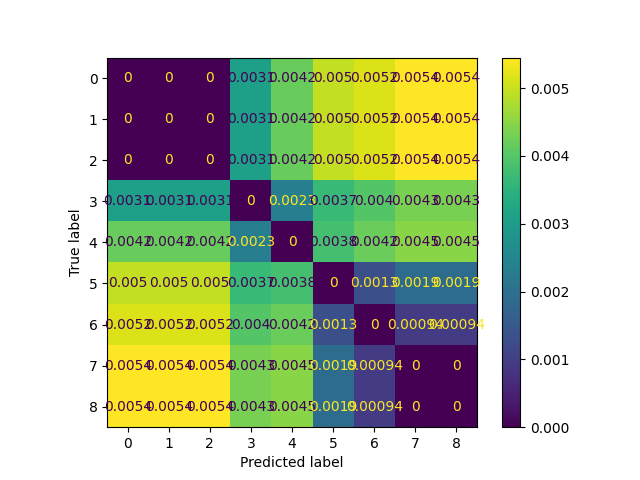 0 0 0 0 0.0031 0.0042 0.005 0.0052 0.0054 0.0054
1 0 0 0 0.0031 0.0042 0.005 0.0052 0.0054 0.0054
2 0 0 0 0.0031 0.0042 0.005 0.0052 0.0054 0.0054
3 0.0031 0.0031 0.0031 0 0.0023 0.0037 0.004 0.0043 0.0043
4 0.0042 0.0042 0.0042 0.0023 0 0.0038 0.0042 0.0045 0.0045
5 0.005 0.005 0.005 0.0037 0.0038 0 0.0013 0.0019 0.0019
6 0.0052 0.0052 0.0052 0.004 0.0042 0.0013 0 0.00094 0.00094
7 0.0054 0.0054 0.0054 0.0043 0.0045 0.0019 0.00094 0 0
8 0.0054 0.0054 0.0054 0.0043 0.0045 0.0019 0.00094 0 0
0 1 2 3 4 5 6 7 8
Predicted label
True label
0.005
0.004
0.003
0.002
0.001
0.000